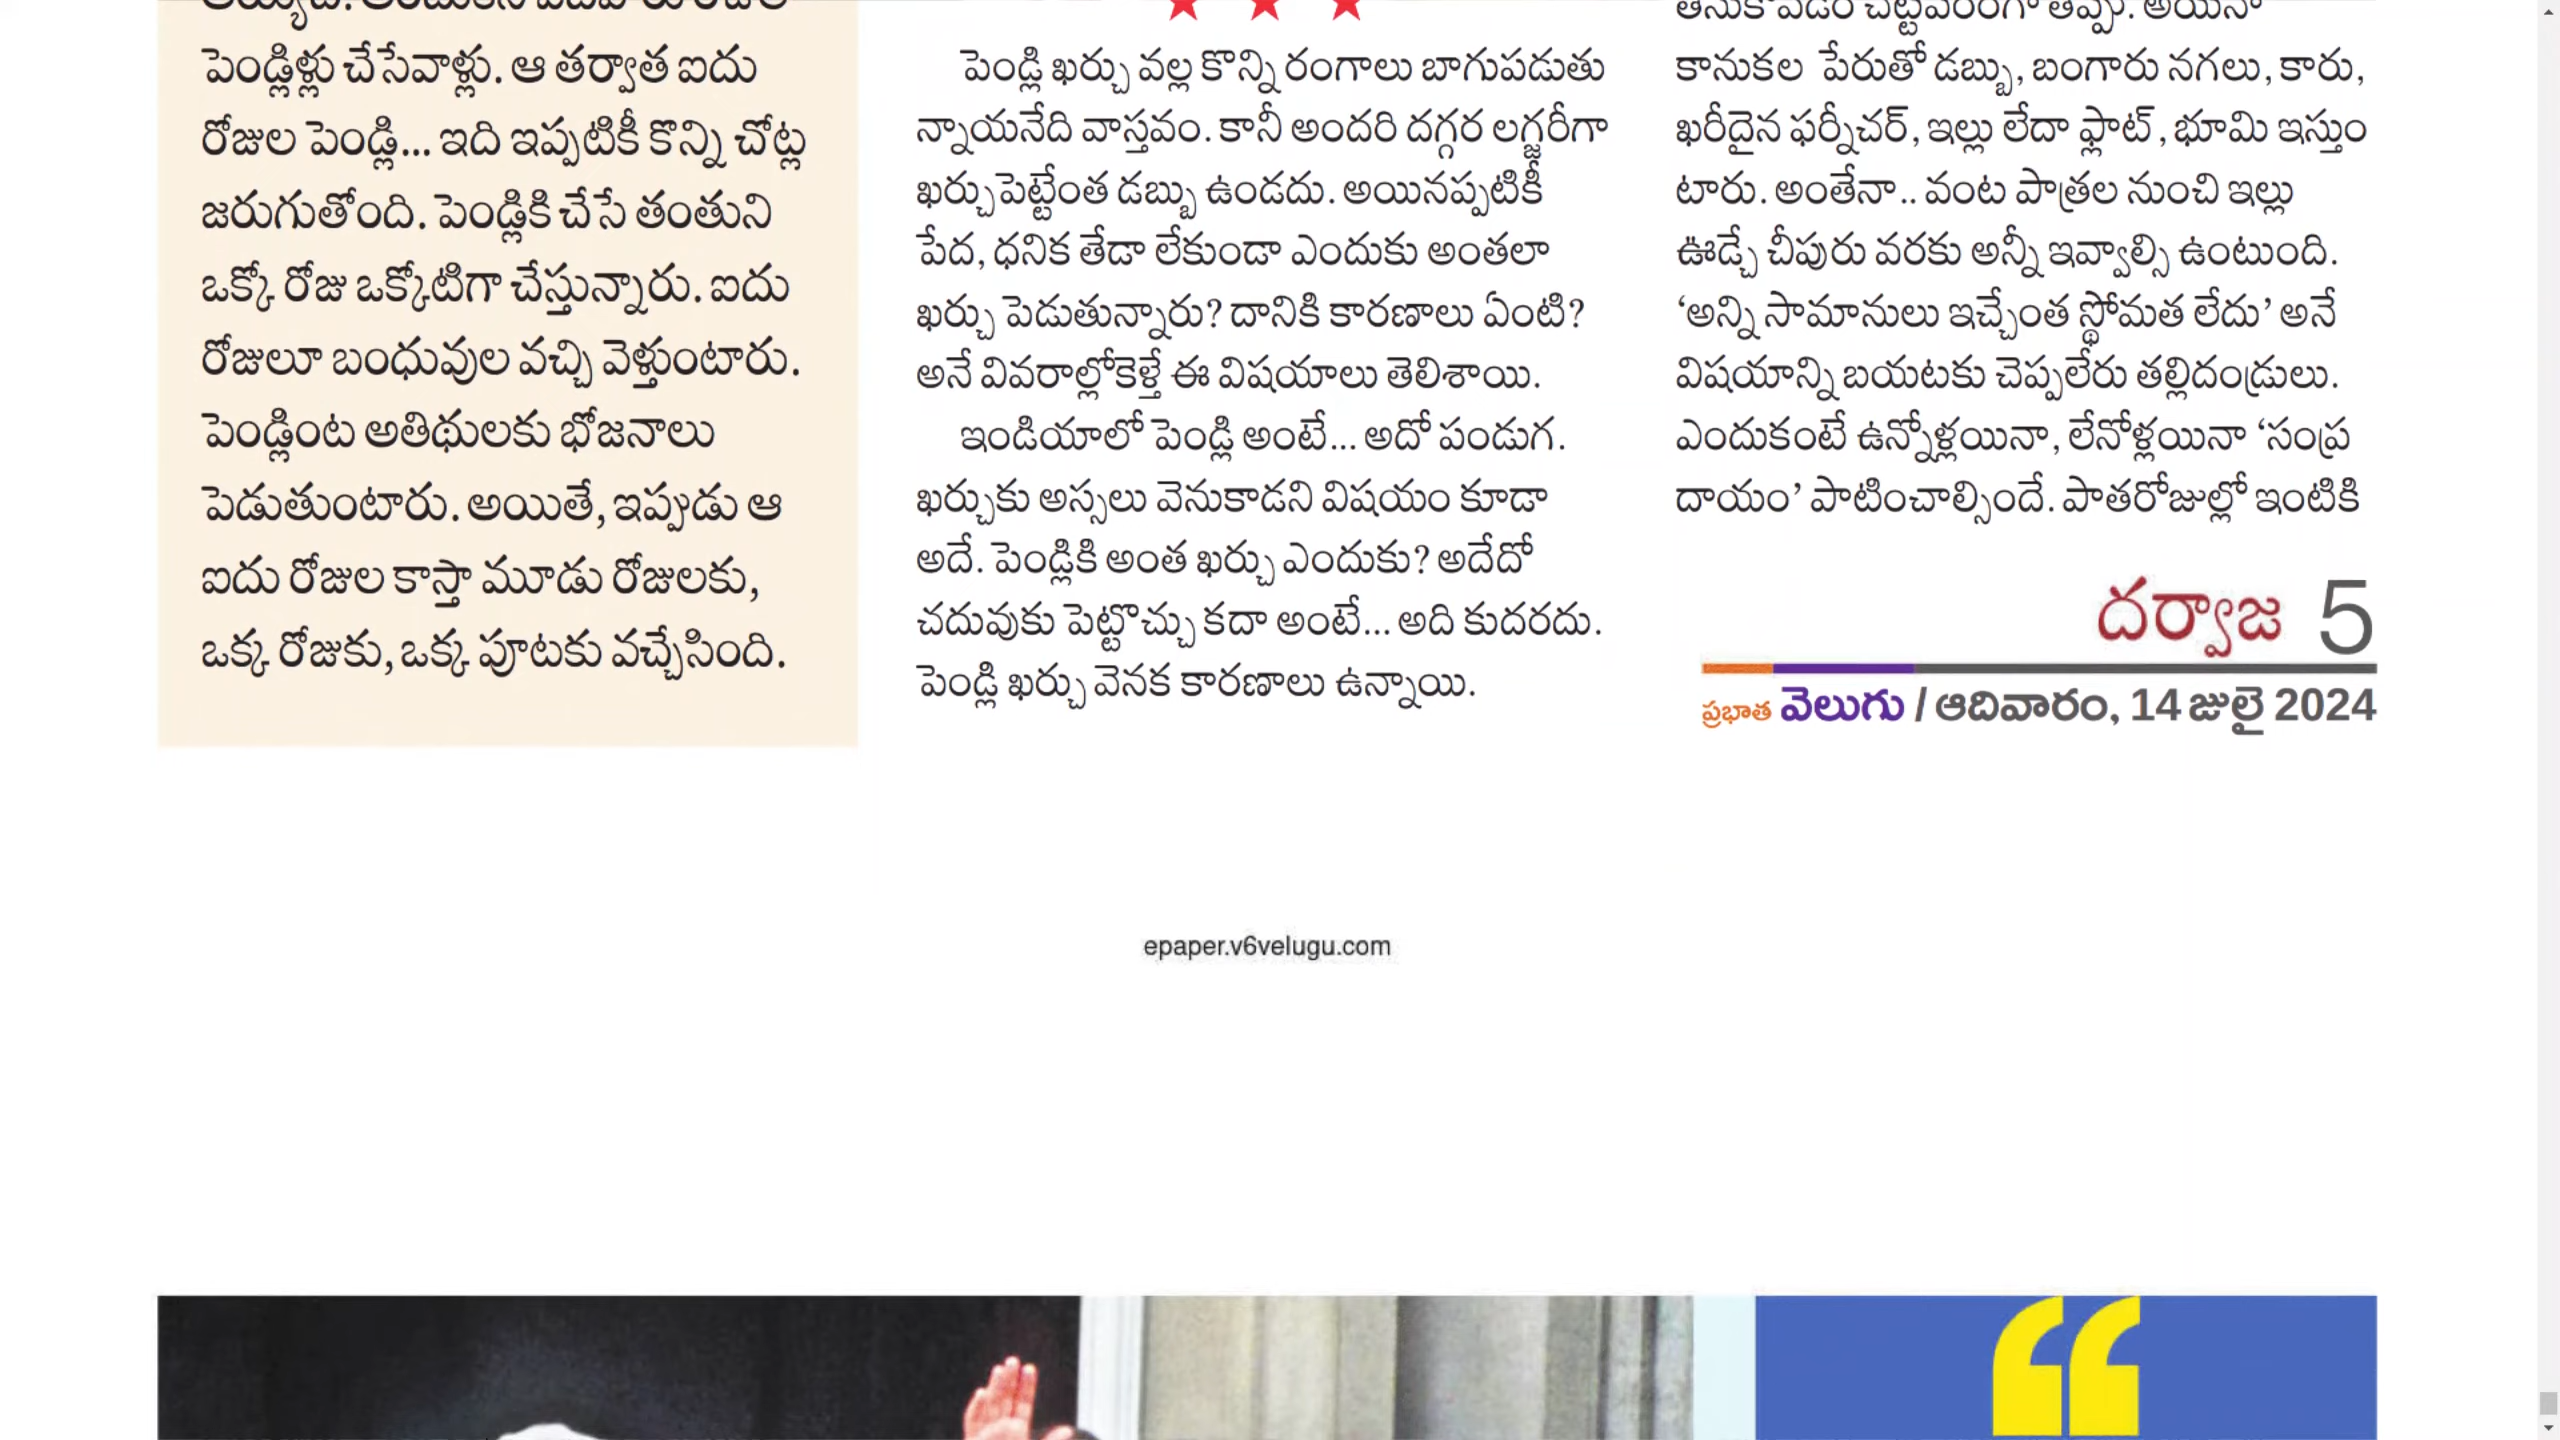 పెండ్లిళ్లు చేసేవాళ్లు. ఆ తర్వాత ఐదు
రోజుల పెండ్లి... ఇది ఇప్పటికీ కొన్ని చోట్ల
జరుగుతోంది. పెండ్లికి చేసే తంతుని
ఒక్కో రోజు ఒక్కోటిగా చేస్తున్నారు. ఐదు
రోజులూ బంధువుల వచ్చి వెళ్తుంటారు.
పెండ్లింట అతిథులకు భోజనాలు
పెడుతుంటారు. అయితే, ఇప్పుడు ఆ
ఐదు రోజుల కాస్తా మూడు రోజులకు,
ఒక్క రోజుకు, ఒక్క పూటకు వచ్చేసింది.
పెండ్లి ఖర్చు వల్ల కొన్ని రంగాలు బాగుపడుతు
న్నాయనేది వాస్తవం. కానీ అందరి దగ్గర లగ్జరీగా
ఖర్చుపెట్టేంత డబ్బు ఉండదు. అయినప్పటికీ
పేద, ధనిక తేడా లేకుండా ఎందుకు అంతలా
ఖర్చు పెడుతున్నారు? దానికి కారణాలు ఏంటి?
అనే వివరాల్లోకెళ్తే ఈ విషయాలు తెలిశాయి.
ఇండియాలో పెండ్లి అంటే... అదో పండుగ.
ఖర్చుకు అస్సలు వెనుకాడని విషయం కూడా
అదే. పెండ్లికి అంత ఖర్చు ఎందుకు? అదేదో
చదువుకు పెట్టొచ్చు కదా అంటే... అది కుదరదు.
పెండ్లి ఖర్చు వెనక కారణాలు ఉన్నాయి.
కానుకల పేరుతో డబ్బు, బంగారు నగలు, కారు,
ఖరీదైన ఫర్నీచర్, ఇల్లు లేదా ఫ్లాట్, భూమి ఇస్తుం
టారు. అంతేనా.. వంట పాత్రల నుంచి ఇల్లు
ఊడ్చే చీపురు వరకు అన్నీ ఇవ్వాల్సి ఉంటుంది.
‘అన్ని సామానులు ఇచ్చేంత స్థోమత లేదు’ అనే
విషయాన్ని బయటకు చెప్పలేరు తల్లిదండ్రులు.
ఎందుకంటే ఉన్నోళ్లయినా, లేనోళ్లయినా ‘సంప్ర
దాయం’ పాటించాల్సిందే. పాతరోజుల్లో ఇంటికి
దర్వాజ 5
ప్రభాత వెలుగు / ఆదివారం, 14 జులై 2024
epaper.v6velugu.com